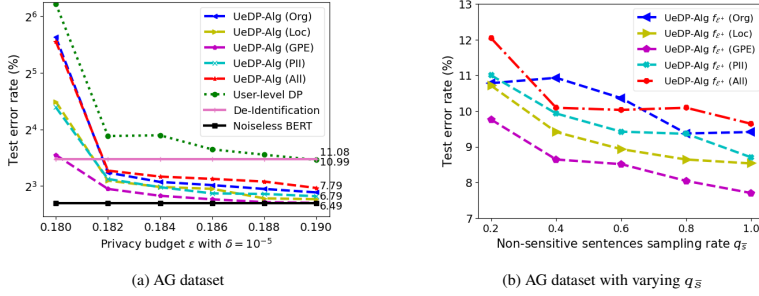 Test error rate (%)
2^6
2^5
2^4
2^3
UeDP-Alg (Org)
UeDP-Alg (Loc)
UeDP-Alg (GPE)
UeDP-Alg (PII)
UeDP-Alg (All)
User-level DP
De-Identification
Noiseless BERT
11.08
10.99
7.79
6.79
6.49
0.180 0.182 0.184 0.186 0.188 0.190
Privacy budget ε with δ = 10^-5
(a) AG dataset
Test error rate (%)
13
12
11
10
9
8
7
UeDP-Alg f_ε+ (Org)
UeDP-Alg f_ε+ (Loc)
UeDP-Alg f_ε+ (GPE)
UeDP-Alg f_ε+ (PII)
UeDP-Alg f_ε+ (All)
0.2 0.4 0.6 0.8 1.0
Non-sensitive sentences sampling rate q_s̅
(b) AG dataset with varying q_s̅